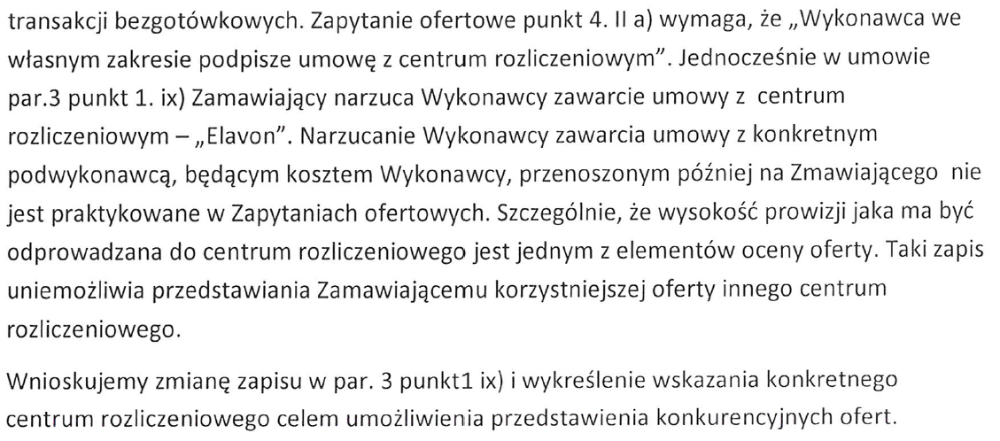 transakcji bezgotówkowych. Zapytanie ofertowe punkt 4. II a) wymaga, że „Wykonawca we
własnym zakresie podpisze umowę z centrum rozliczeniowym”. Jednocześnie w umowie
par.3 punkt 1. ix) Zamawiający narzuca Wykonawcy zawarcie umowy z  centrum
rozliczeniowym – „Elavon”. Narzucanie Wykonawcy zawarcia umowy z konkretnym
podwykonawcą, będącym kosztem Wykonawcy, przenoszonym później na Zmawiającego  nie
jest praktykowane w Zapytaniach ofertowych. Szczególnie, że wysokość prowizji jaka ma być
odprowadzana do centrum rozliczeniowego jest jednym z elementów oceny oferty. Taki zapis
uniemożliwia przedstawiania Zamawiającemu korzystniejszej oferty innego centrum
rozliczeniowego.
Wnioskujemy zmianę zapisu w par. 3 punkt1 ix) i wykreślenie wskazania konkretnego
centrum rozliczeniowego celem umożliwienia przedstawienia konkurencyjnych ofert.